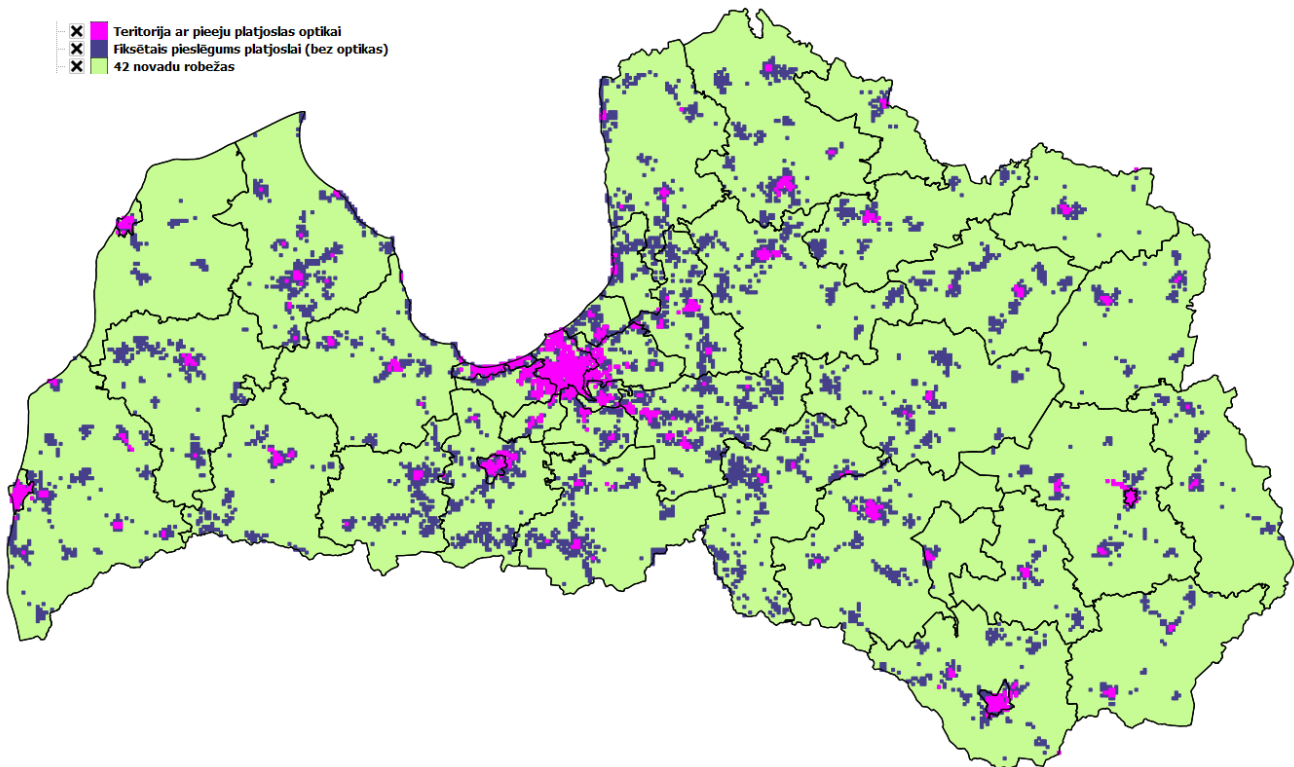 Teritorija ar pieeju platjoslas optikai
Fiksētais pieslēgums platjoslai (bez optikas)
42 novadu robežas